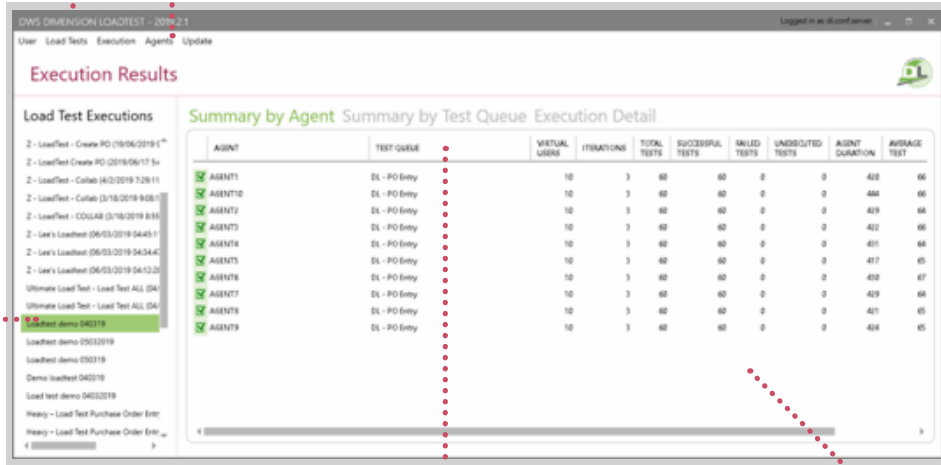 DWS DIMENSION LOADTEST - 2019.2.1
Logged in as dl.conf.server
User Load Tests Execution Agents Update
Execution Results
DL
Load Test Executions
Summary by Agent Summary by Test Queue Execution Detail
Z - LoadTest - Create PO (19/06/2019
Z - LoadTest Create PO (2019/06/17
Z - LoadTest - Collab (4/2/2019 7:29:11
Z - LoadTest - Collab (3/18/2019 9:08:1
Z - LoadTest - COLLAB (3/18/2019 8:55
Z - Lee's Loadtest (06/03/2019 04:45:1
Z - Lee's Loadtest (06/03/2019 04:34:4
Z - Lee's Loadtest (06/03/2019 04:12:2
Ultimate Load Test - Load Test ALL (04/
Ultimate Load Test - Load Test ALL (04/
Loadtest demo 040319
Loadtest demo 05032019
Loadtest demo 050319
Demo loadtest 040319
Load test demo 04032019
Heavy – Load Test Purchase Order Entr
Heavy – Load Test Purchase Order Entr
AGENT TEST QUEUE VIRTUAL USERS ITERATIONS TOTAL TESTS SUCCESSFUL TESTS FAILED TESTS UNEXECUTED TESTS AGENT DURATION AVERAGE TEST
AGENT1 DL - PO Entry 10 3 60 60 0 0 420 66
AGENT10 DL - PO Entry 10 3 60 60 0 0 444 66
AGENT2 DL - PO Entry 10 3 60 60 0 0 429 64
AGENT3 DL - PO Entry 10 3 60 60 0 0 422 66
AGENT4 DL - PO Entry 10 3 60 60 0 0 431 64
AGENT5 DL - PO Entry 10 3 60 60 0 0 417 65
AGENT6 DL - PO Entry 10 3 60 60 0 0 430 67
AGENT7 DL - PO Entry 10 3 60 60 0 0 429 64
AGENT8 DL - PO Entry 10 3 60 60 0 0 421 65
AGENT9 DL - PO Entry 10 3 60 60 0 0 424 65